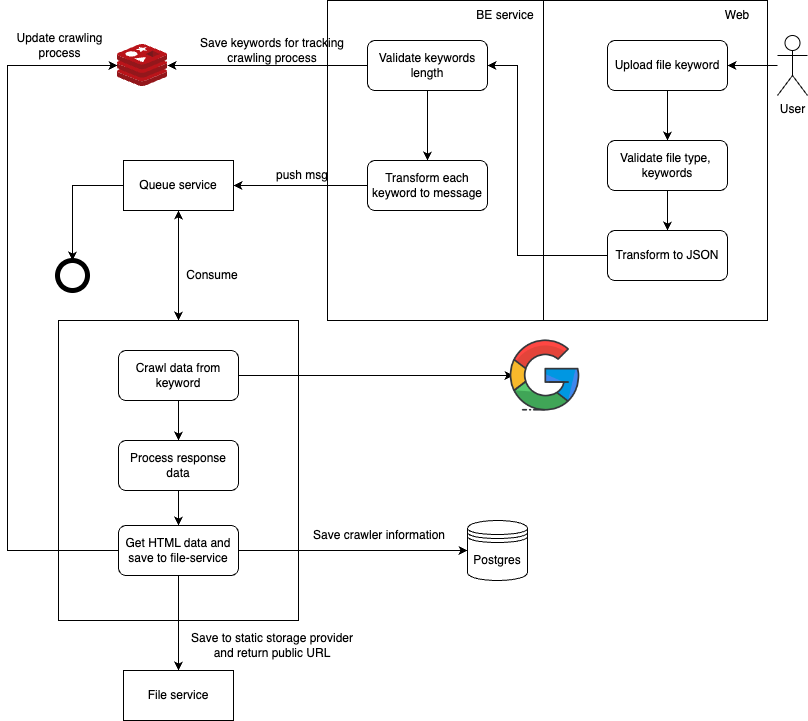 BE service
Web
Update crawling
process
Save keywords for tracking
crawling process
Validate keywords
length
Upload file keyword
User
Queue service
push msg
Transform each
keyword to message
Validate file type,
keywords
Transform to JSON
Consume
Crawl data from
keyword
Process response
data
Get HTML data and
save to file-service
Save crawler information
Postgres
Save to static storage provider
and return public URL
File service